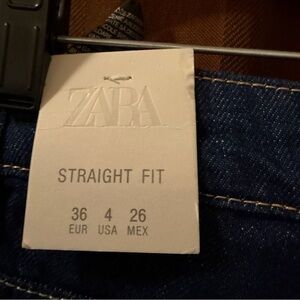 ZARA
STRAIGHT FIT
36 4 26
EUR USA MEX